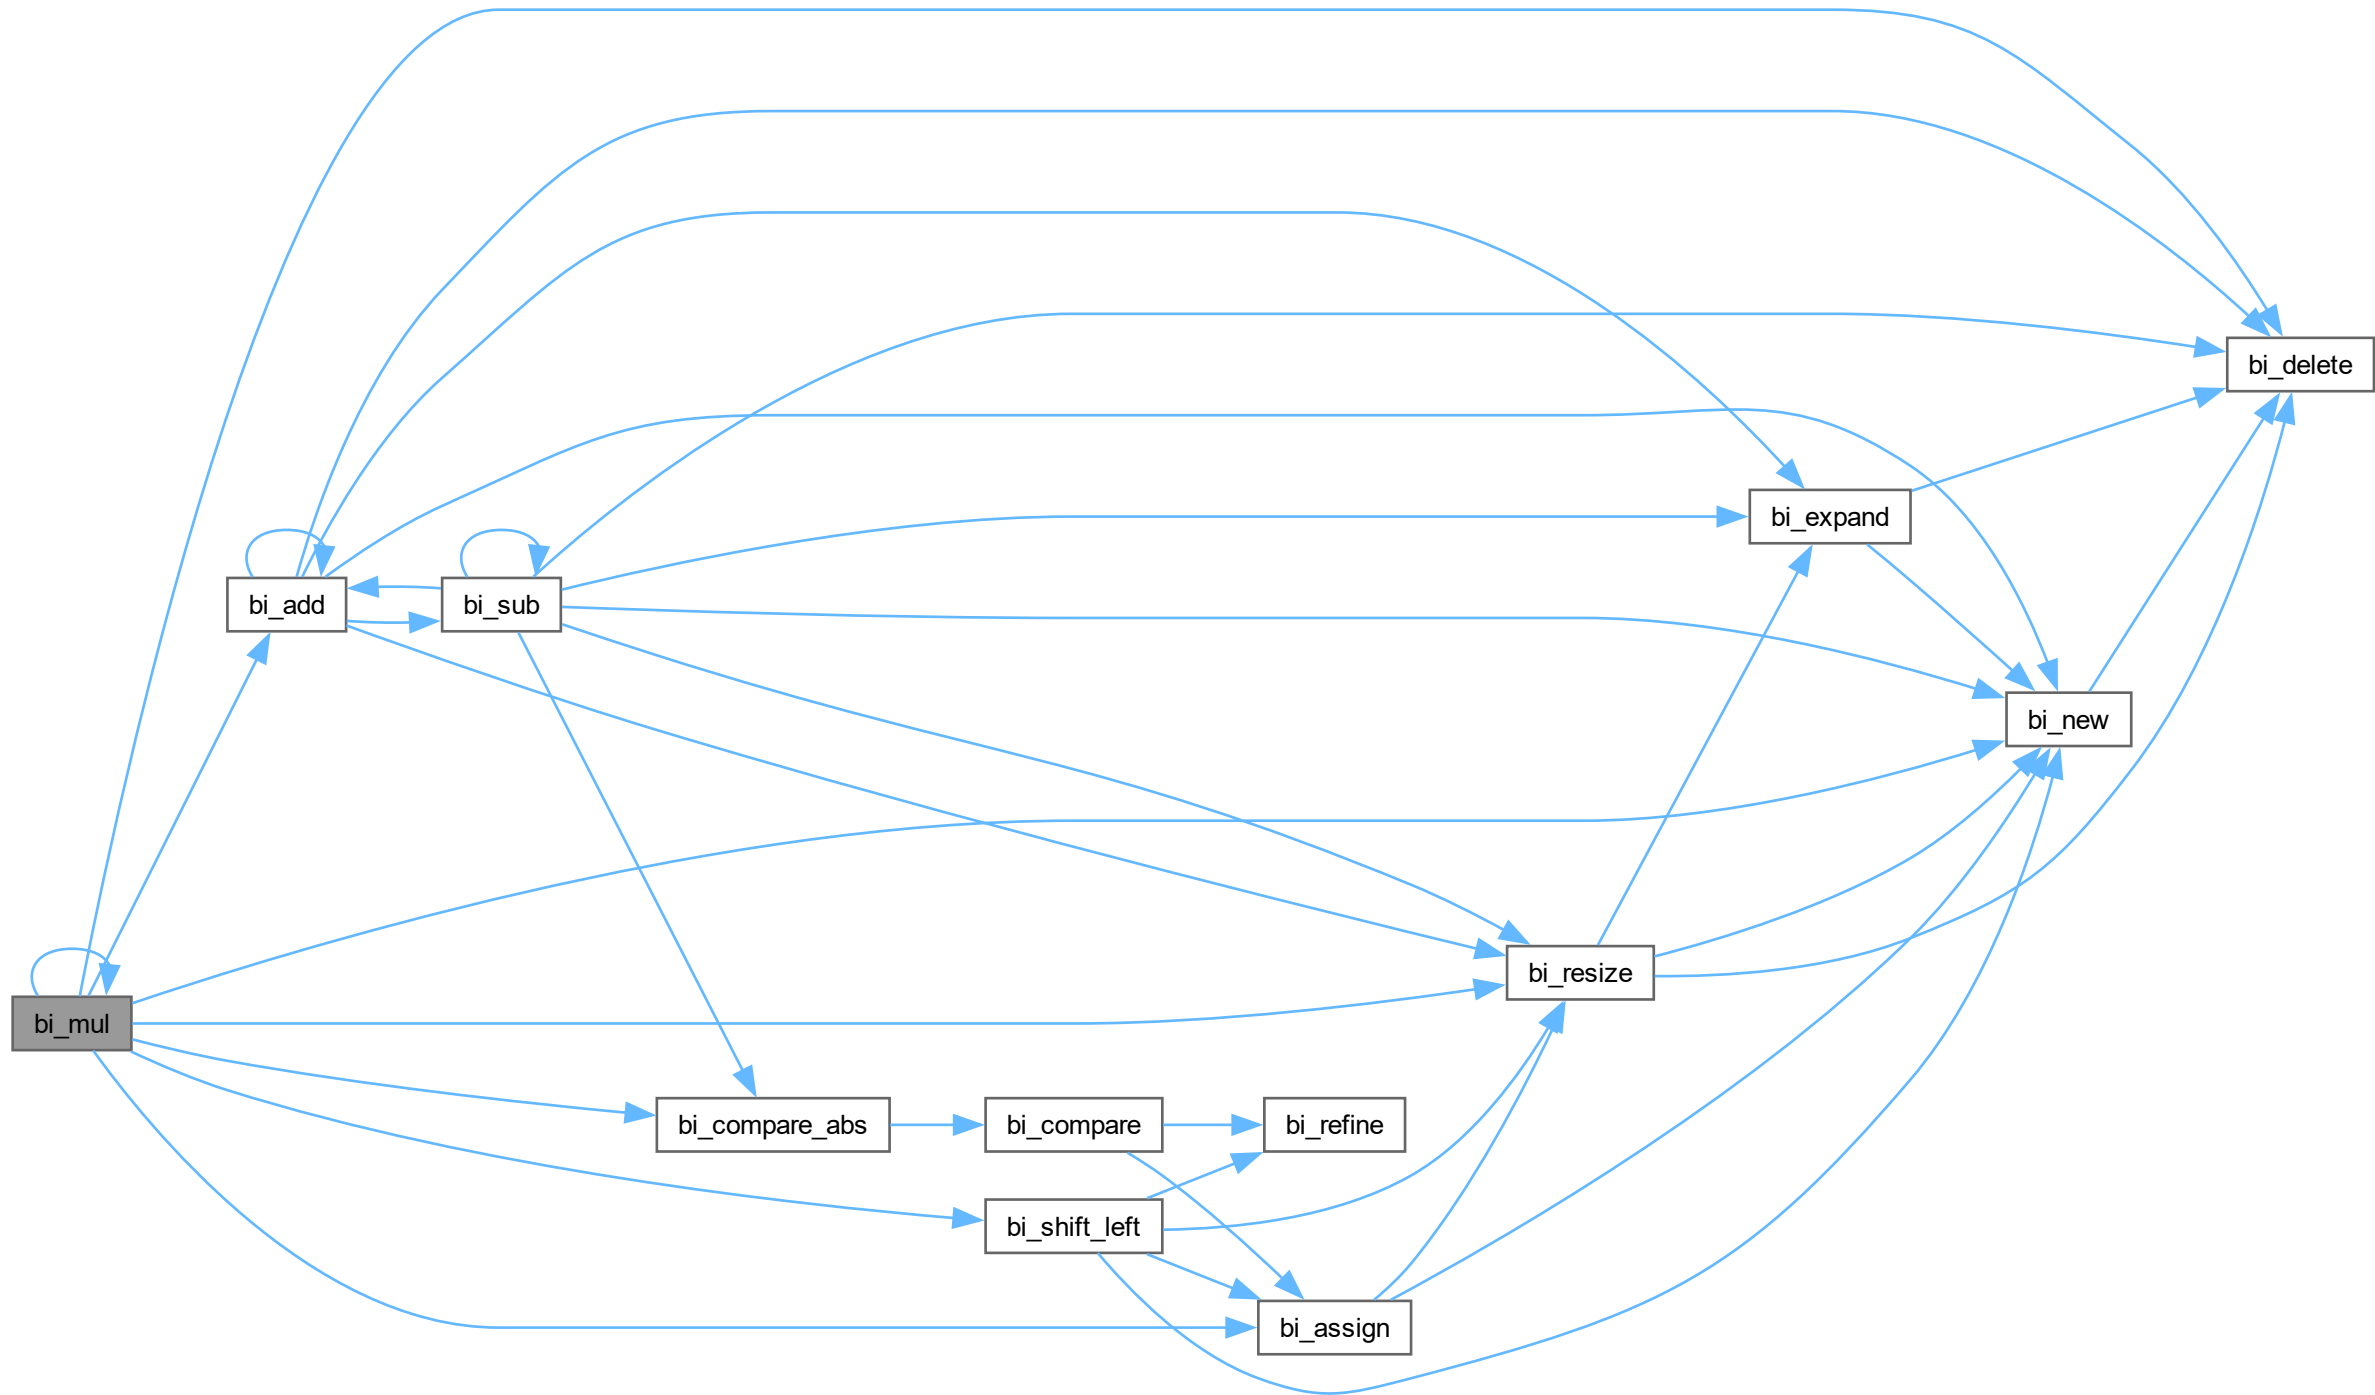 bi_delete
bi_expand
bi_add
bi_sub
bi_new
bi_resize
bi_mul
bi_compare_abs
bi_compare
bi_refine
bi_shift_left
bi_assign